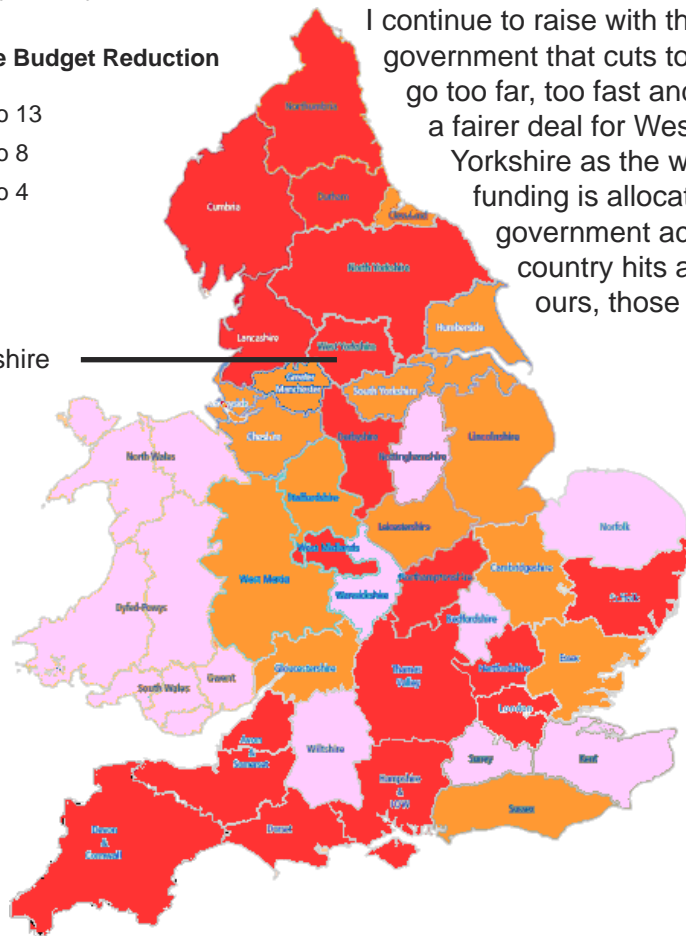 e Budget Reduction
o 13
o 8
o 4
shire
I continue to raise with th
government that cuts to
go too far, too fast and
a fairer deal for Wes
Yorkshire as the w
funding is allocat
government ac
country hits a
ours, those
Northumbria
Cumbria
Durham
Cleveland
North Yorkshire
Lancashire
West Yorkshire
Humberside
Greater
Manchester
South Yorkshire
Cheshire
Derbyshire
Nottinghamshire
Lincolnshire
North Wales
Staffordshire
Leicestershire
Norfolk
West Midlands
West Mercia
Warwickshire
Northamptonshire
Cambridgeshire
Suffolk
Dyfed-Powys
Bedfordshire
Gwent
Gloucestershire
Thames
Valley
Hertfordshire
Essex
South Wales
London
Avon
&
Somerset
Wiltshire
Surrey
Kent
Hampshire
&
IOW
Sussex
Dorset
Devon
&
Cornwall